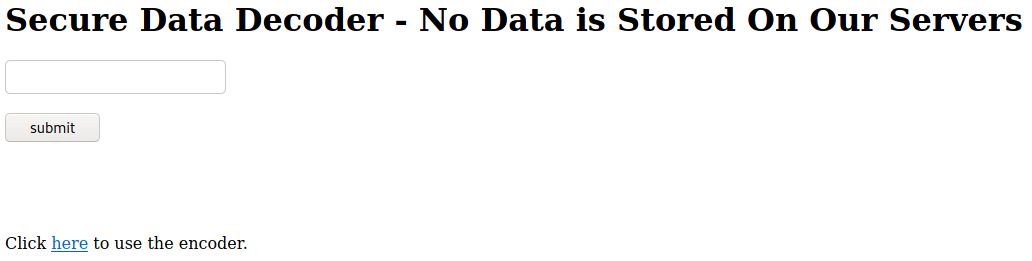 Secure Data Decoder - No Data is Stored On Our Servers
submit
Click here to use the encoder.